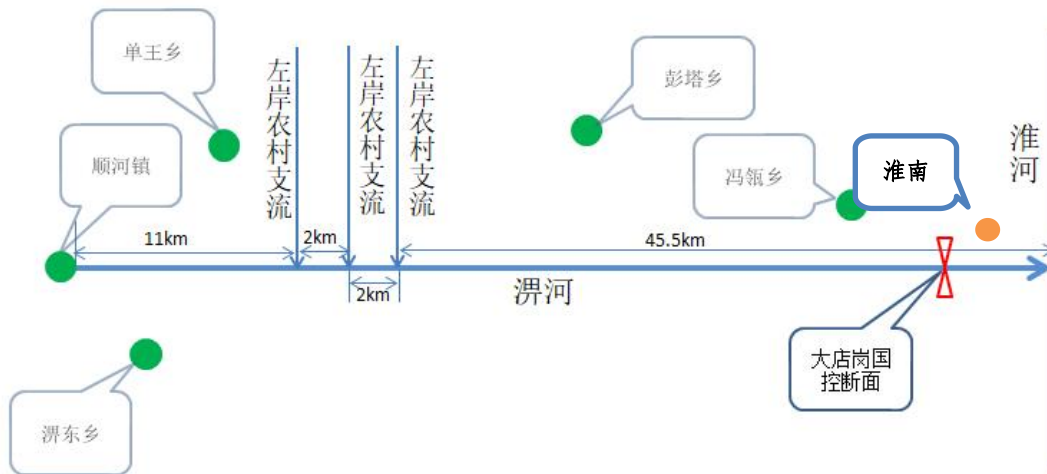 单王乡
顺河镇
左岸农村支流
左岸农村支流
左岸农村支流
彭塔乡
冯瓴乡
淮南
淮河
11km
2km
2km
45.5km
淠河
大店岗国
控断面
淠东乡